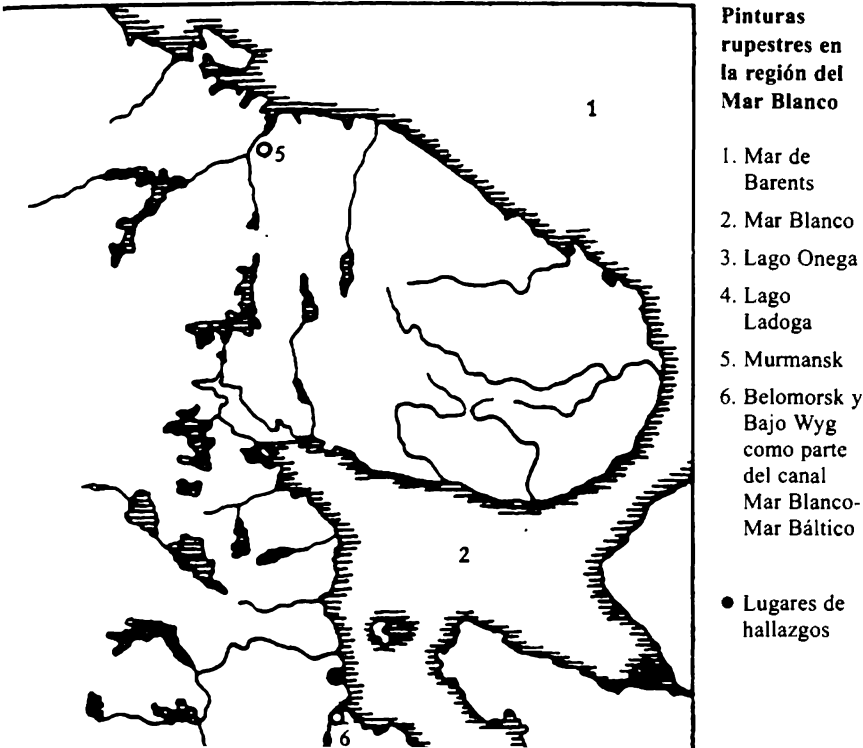 Pinturas
rupestres en
la región del
Mar Blanco
1. Mar de
Barents
2. Mar Blanco
3. Lago Onega
4. Lago
Ladoga
5. Murmansk
6. Belomorsk y
Bajo Wyg
como parte
del canal
Mar Blanco-
Mar Báltico
Lugares de
hallazgos
1
5
2
6